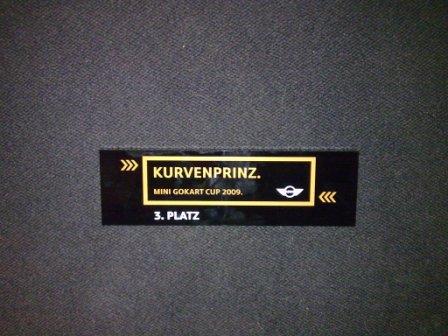 KURVENPRINZ.
MINI GOKART CUP 2009.
3. PLATZ